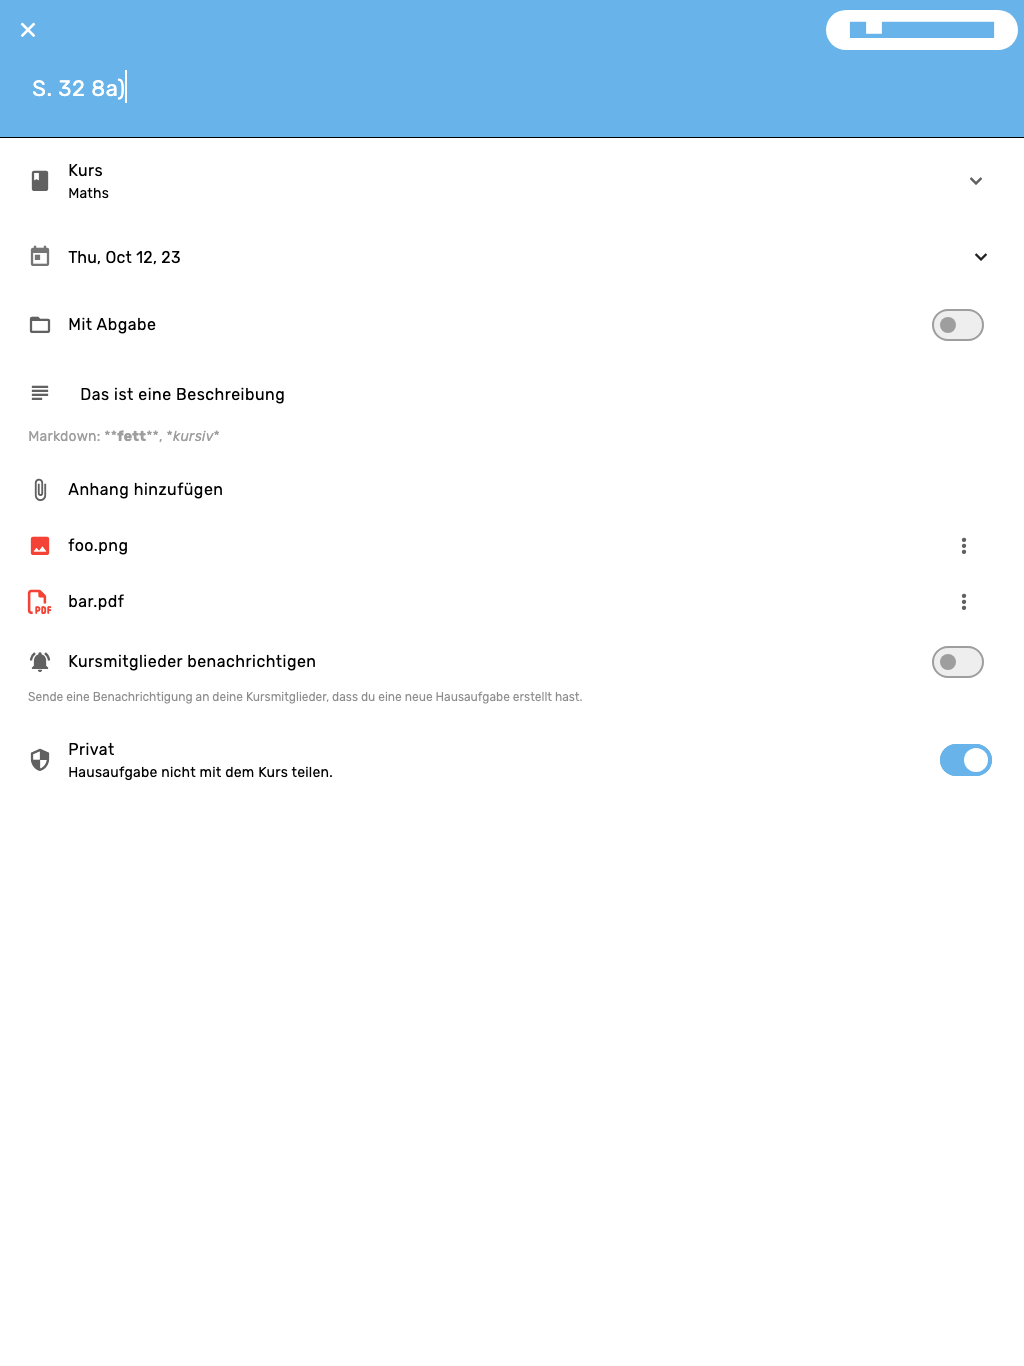 S. 32 8a)
Kurs
Maths
Thu, Oct 12, 23
Mit Abgabe
Das ist eine Beschreibung
Markdown: **fett**, *kursiv*
Anhang hinzufügen
foo.png
PDF
bar.pdf
Kursmitglieder benachrichtigen
Sende eine Benachrichtigung an deine Kursmitglieder, dass du eine neue Hausaufgabe erstellt hast.
Privat
Hausaufgabe nicht mit dem Kurs teilen.